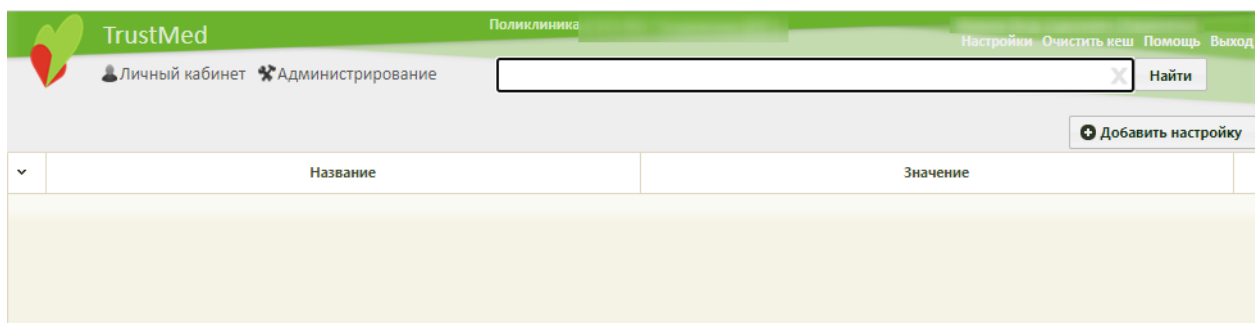 Поликлиника
TrustMed
Настройки Очистить кеш Помощь Выход
Личный кабинет Администрирование
X Найти
Добавить настройку
Название Значение